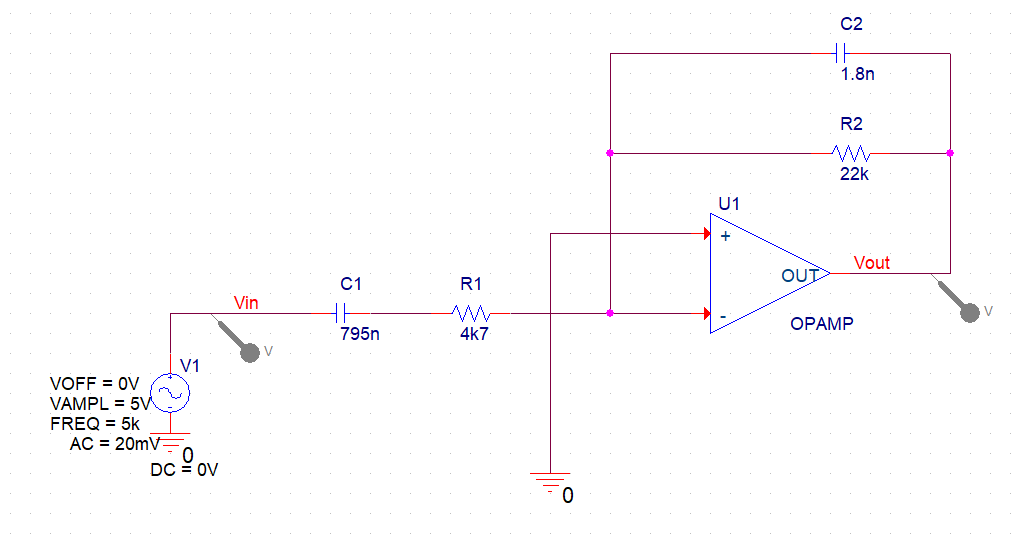 C2
1.8n
R2
22k
U1
+
OUT
Vout
-
OPAMP
V
C1
795n
R1
4k7
Vin
V
V1
VOFF = 0V
VAMPL = 5V
FREQ = 5k
AC = 20mV
0
DC = 0V
0